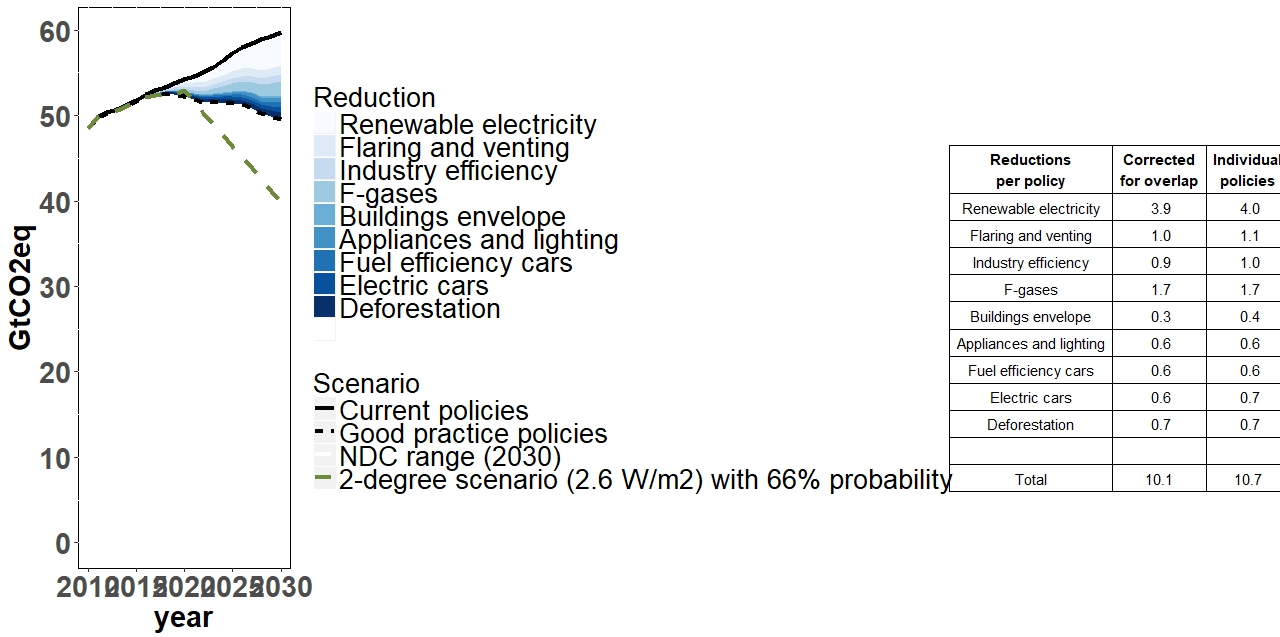 60
50
40
30
20
10
0
GtCO2eq
2010 2015 2020 2025 2030
year
Reduction
Renewable electricity
Flaring and venting
Industry efficiency
F-gases
Buildings envelope
Appliances and lighting
Fuel efficiency cars
Electric cars
Deforestation
Scenario
Current policies
Good practice policies
NDC range (2030)
2-degree scenario (2.6 W/m2) with 66% probability
Reductions Corrected Individual
per policy for overlap policies
Renewable electricity 3.9 4.0
Flaring and venting 1.0 1.1
Industry efficiency 0.9 1.0
F-gases 1.7 1.7
Buildings envelope 0.3 0.4
Appliances and lighting 0.6 0.6
Fuel efficiency cars 0.6 0.6
Electric cars 0.6 0.7
Deforestation 0.7 0.7
Total 10.1 10.7